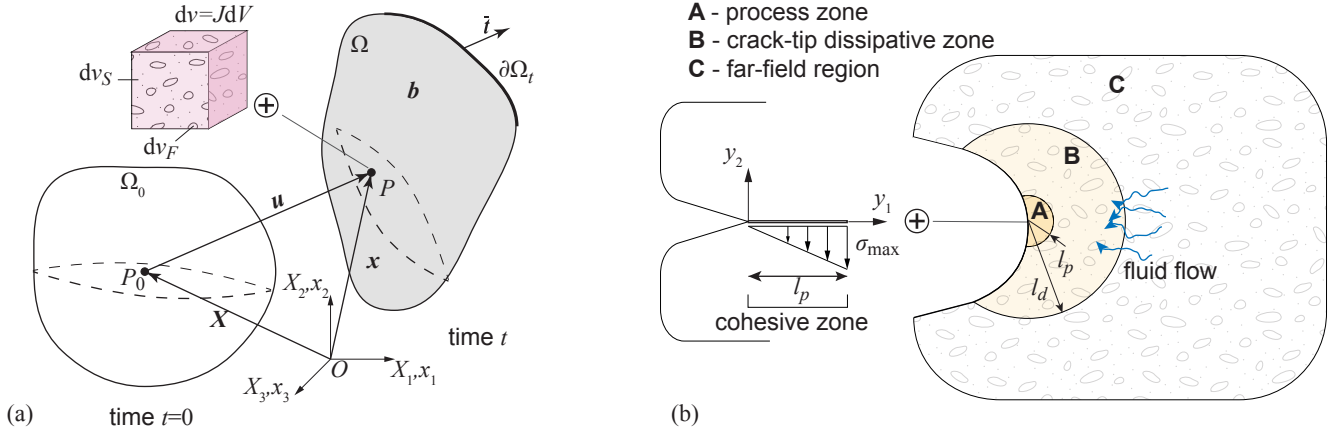 dv=JdV
dv_S
dv_F
Ω
t̄
∂Ω_t
b
Ω_0
P
u
x
P_0
X
X_2,x_2
O
X_1,x_1
X_3,x_3
time t
(a)
time t=0
A - process zone
B - crack-tip dissipative zone
C - far-field region
C
B
y_2
y_1
A
σ_max
l_p
l_p
l_d
fluid flow
cohesive zone
(b)